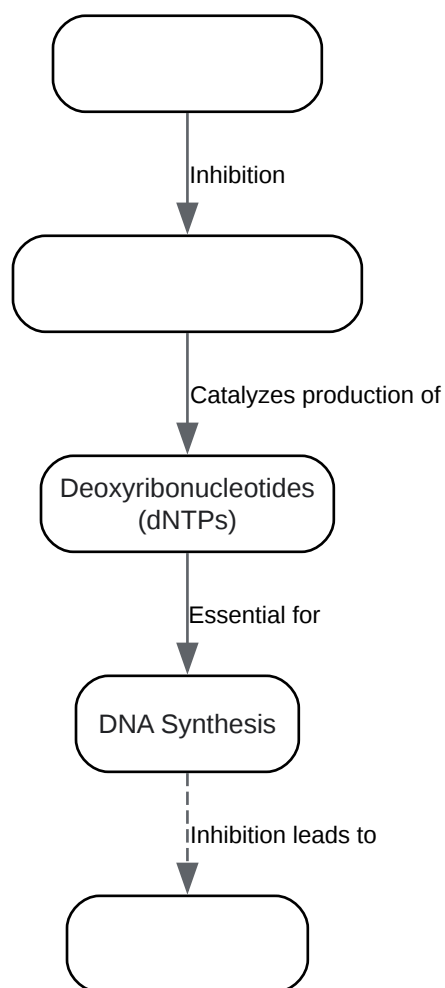 Inhibition
Catalyzes production of
Deoxyribonucleotides
(dNTPs)
Essential for
DNA Synthesis
Inhibition leads to